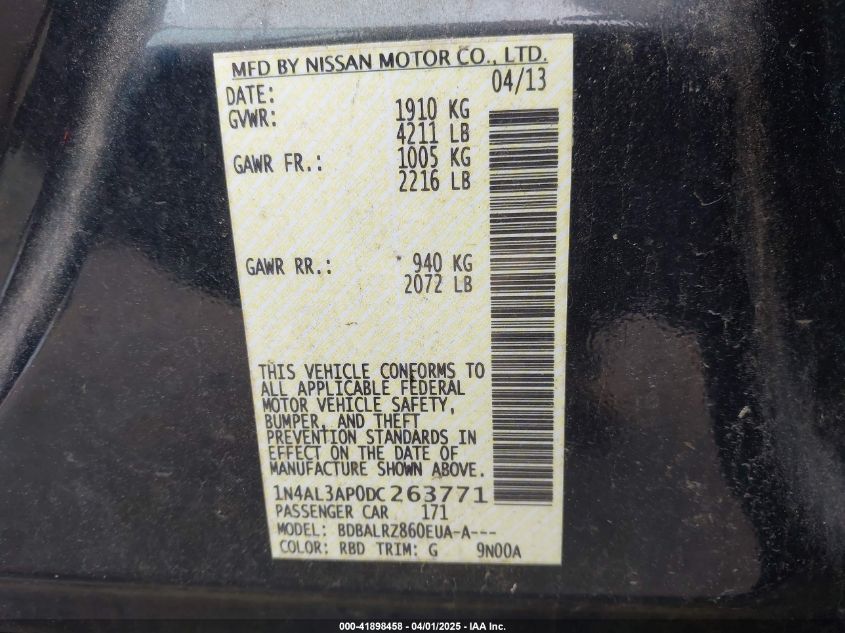 MFD BY NISSAN MOTOR CO., LTD.
DATE: 04/13
GVWR: 1910 KG
4211 LB
GAWR FR.: 1005 KG
2216 LB
GAWR RR.: 940 KG
2072 LB
THIS VEHICLE CONFORMS TO
ALL APPLICABLE FEDERAL
MOTOR VEHICLE SAFETY,
BUMPER, AND THEFT
PREVENTION STANDARDS IN
EFFECT ON THE DATE OF
MANUFACTURE SHOWN ABOVE.
1N4AL3AP0DC263771
PASSENGER CAR 171
MODEL: BDBALRZ860EUA-A---
COLOR: RBD TRIM: G 9N00A
000-41898458 - 04/01/2025 - IAA Inc.